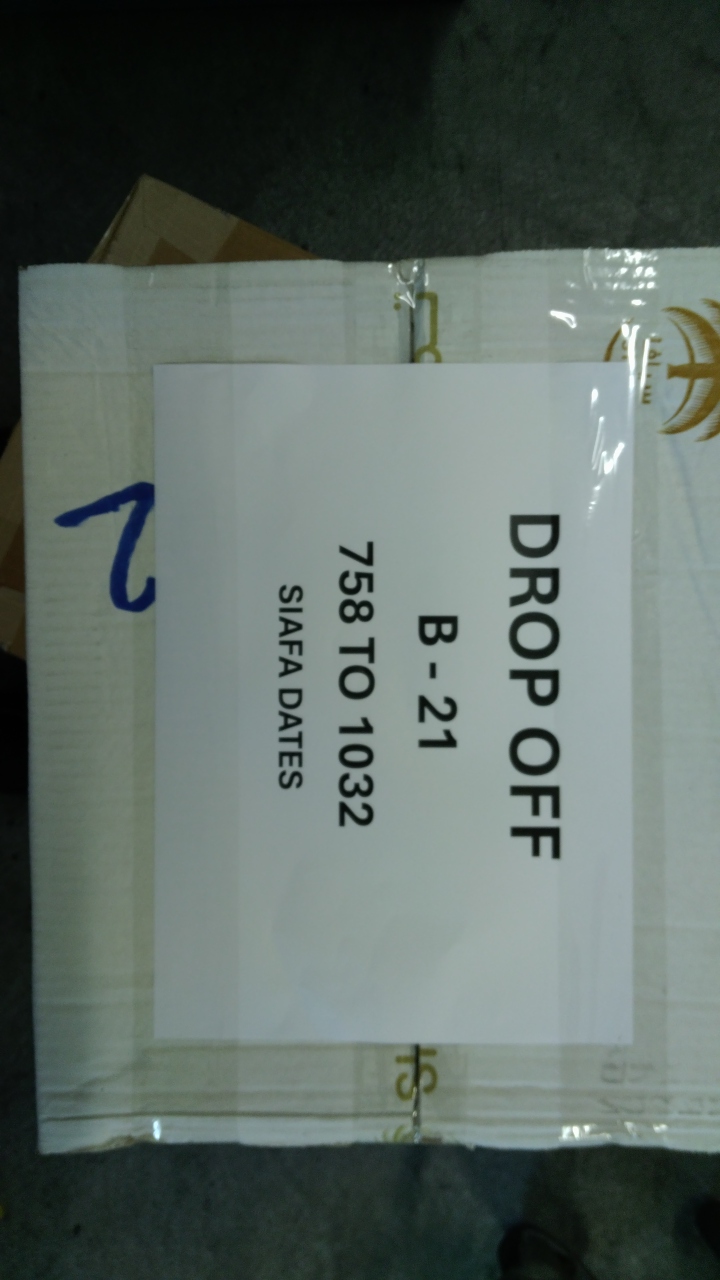 DROP OFF
B - 21
758 TO 1032
SIAFA DATES